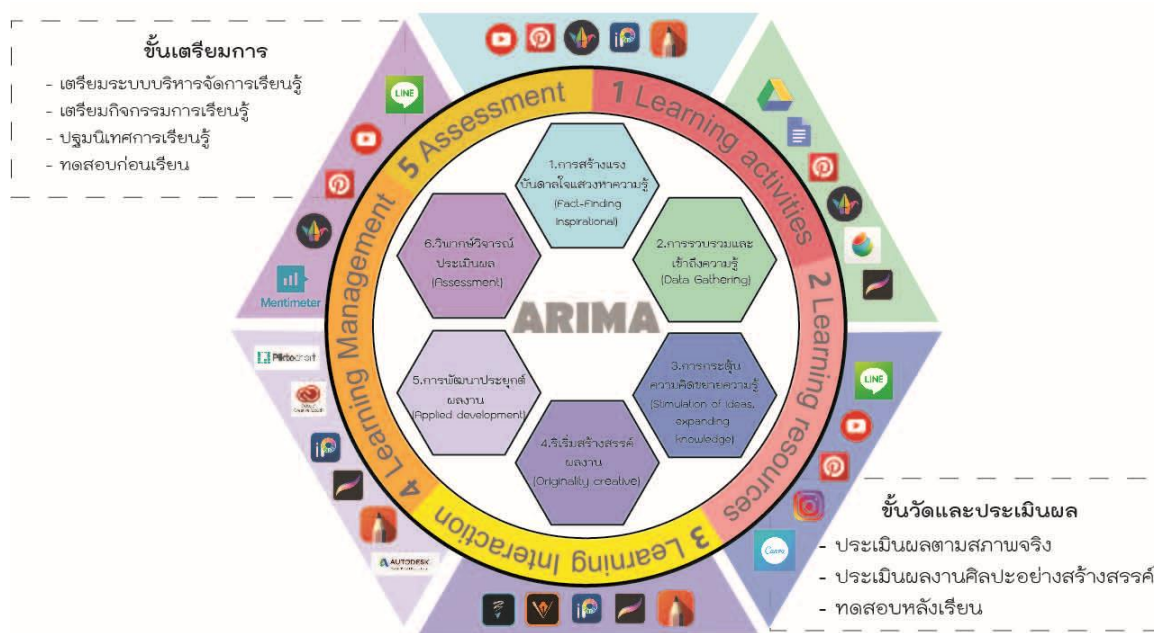 ขั้นเตรียมการ
- เตรียมระบบบริหารจัดการเรียนรู้
- เตรียมกิจกรรมการเรียนรู้
- ปฐมนิเทศการเรียนรู้
- ทดสอบก่อนเรียน
LINE
Mentimeter
1 Learning activities
2 Learning resources
3 Learning Interaction
4 Learning Management
5 Assessment
1.การสร้างแรง
บันดาลใจแสวงหาความรู้
(Fact-Finding
Inspirational)
2.การรวบรวมและ
เข้าถึงความรู้
(Data Gathering)
3.การกระตุ้น
ความคิดขยายความรู้
(Stimulation of ideas,
expanding
knowledge)
4.ริเริ่มสร้างสรรค์
ผลงาน
(Originality creative)
5.การพัฒนาประยุกต์
ผลงาน
(Applied development)
6.วิพากษ์วิจารณ์
ประเมินผล
(Assessment)
ARIMA
Piktochart
AUTODESK
LINE
Canva
ขั้นวัดและประเมินผล
- ประเมินผลตามสภาพจริง
- ประเมินผลงานศิลปะอย่างสร้างสรรค์
- ทดสอบหลังเรียน